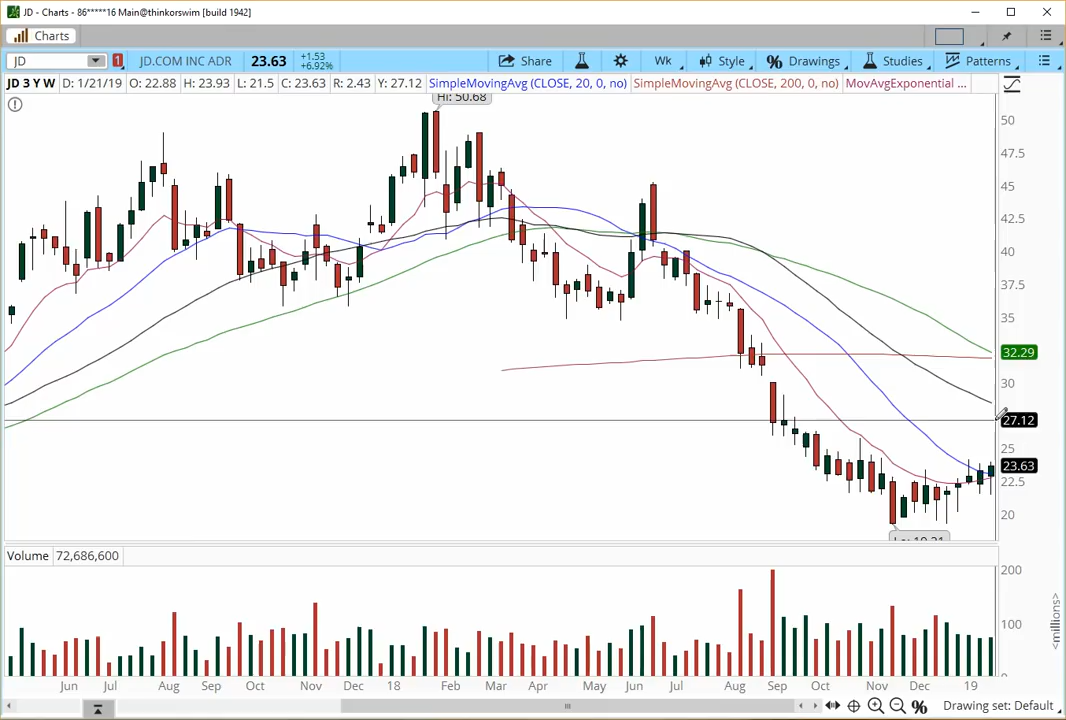 JD - Charts - 86*****16 Main@thinkorswim [build 1942]
Charts
JD 1 JD.COM INC ADR 23.63 +1.53 +6.92% Share Wk Style % Drawings Studies Patterns
JD 3 Y W D: 1/21/19 O: 22.88 H: 23.93 L: 21.5 C: 23.63 R: 2.43 Y: 27.12 SimpleMovingAvg (CLOSE, 20, 0, no) SimpleMovingAvg (CLOSE, 200, 0, no) MovAvgExponential ...
Hi: 50.68
50
47.5
45
42.5
40
37.5
35
32.29
30
27.12
25
23.63
22.5
20
Volume 72,686,600
200
100
<millions>
Jun Jul Aug Sep Oct Nov Dec 18 Feb Mar Apr May Jun Jul Aug Sep Oct Nov Dec 19
% Drawing set: Default